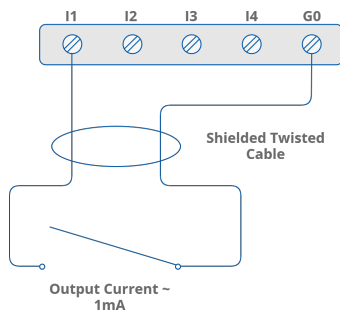 I1 I2 I3 I4 G0
Shielded Twisted
Cable
Output Current ~
1mA